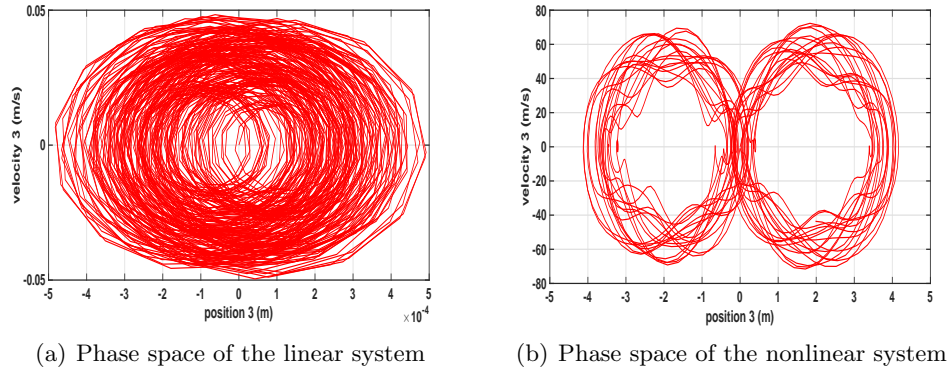 0.05
0
-0.05
velocity 3 (m/s)
-5 -4 -3 -2 -1 0 1 2 3 4 5
position 3 (m)
×10-4
80
60
40
20
0
-20
-40
-60
-80
velocity 3 (m/s)
-5 -4 -3 -2 -1 0 1 2 3 4 5
position 3 (m)
(a) Phase space of the linear system
(b) Phase space of the nonlinear system